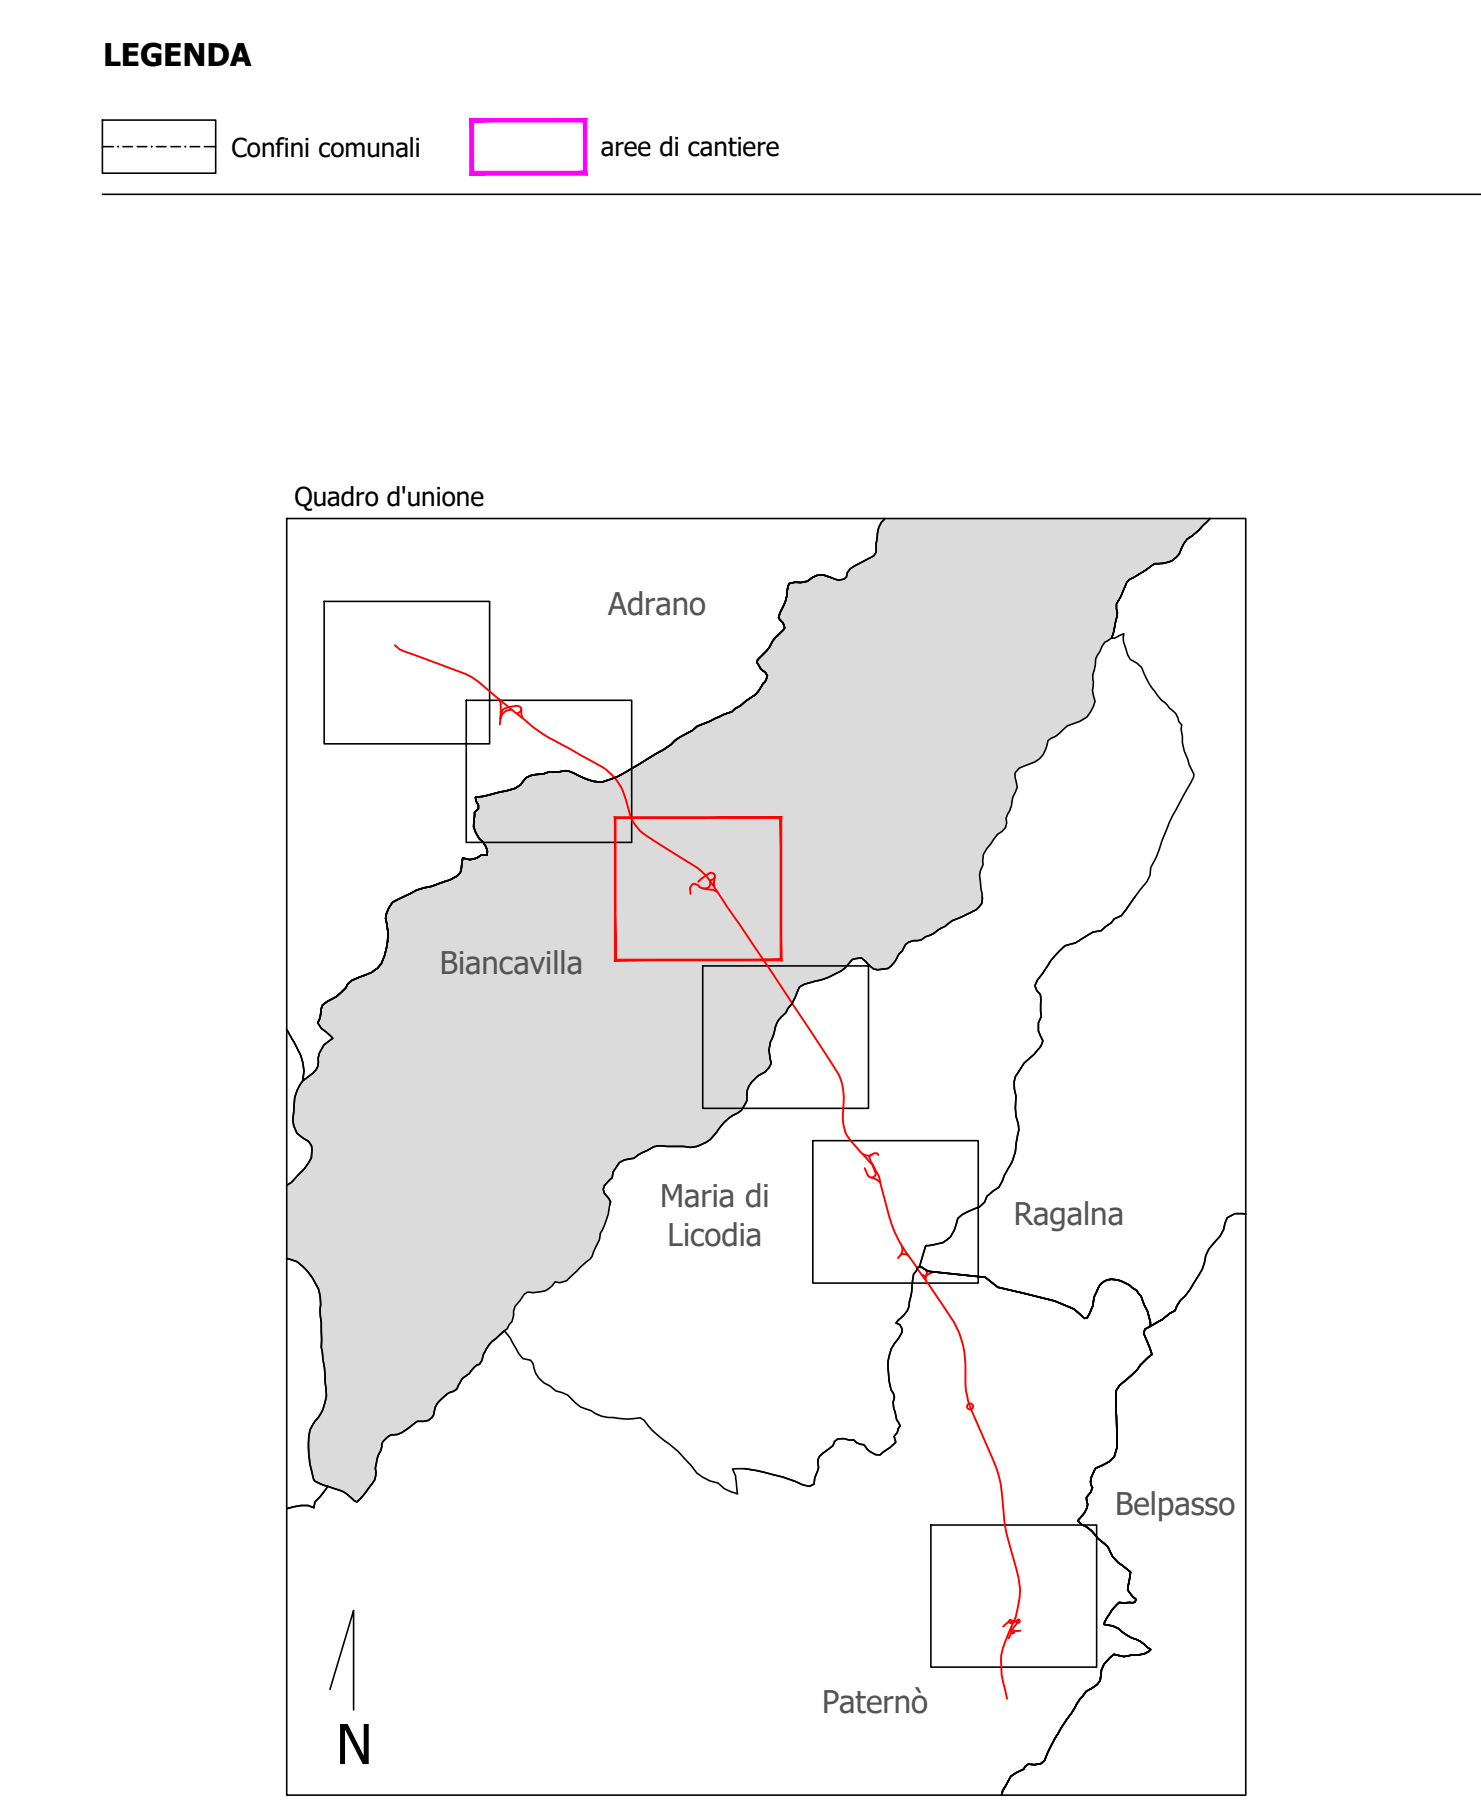 LEGENDA
Confini comunali
aree di cantiere
Quadro d'unione
Adrano
Biancavilla
Maria di
Licodia
Ragalna
Belpasso
Paternò
N